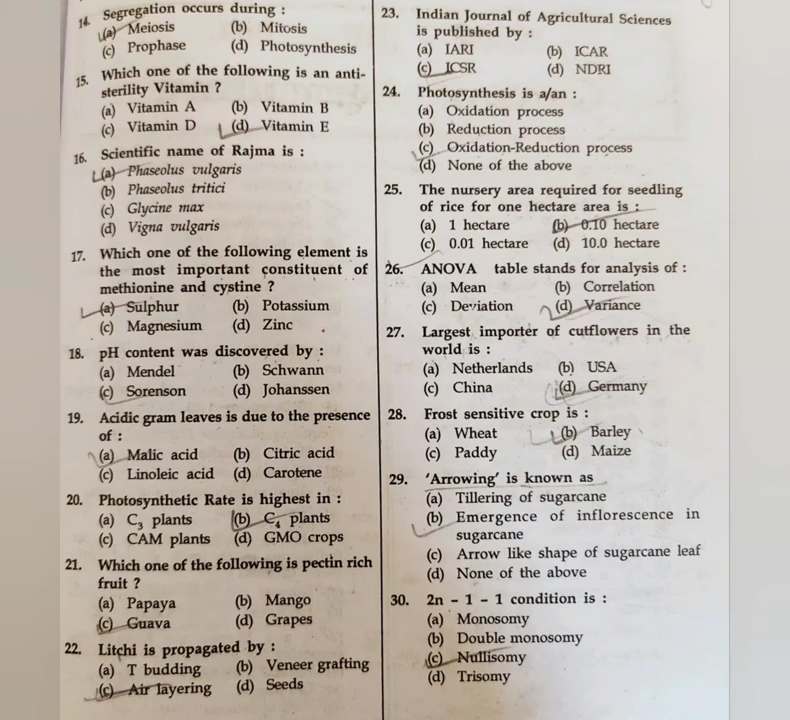 14. Segregation occurs during :
(a) Meiosis (b) Mitosis
(c) Prophase (d) Photosynthesis
15. Which one of the following is an anti-
sterility Vitamin ?
(a) Vitamin A (b) Vitamin B
(c) Vitamin D (d) Vitamin E
16. Scientific name of Rajma is :
(a) Phaseolus vulgaris
(b) Phaseolus tritici
(c) Glycine max
(d) Vigna vulgaris
17. Which one of the following element is
the most important constituent of
methionine and cystine ?
(a) Sulphur (b) Potassium
(c) Magnesium (d) Zinc
18. pH content was discovered by :
(a) Mendel (b) Schwann
(c) Sorenson (d) Johanssen
19. Acidic gram leaves is due to the presence
of :
(a) Malic acid (b) Citric acid
(c) Linoleic acid (d) Carotene
20. Photosynthetic Rate is highest in :
(a) C₃ plants (b) C₄ plants
(c) CAM plants (d) GMO crops
21. Which one of the following is pectin rich
fruit ?
(a) Papaya (b) Mango
(c) Guava (d) Grapes
22. Litchi is propagated by :
(a) T budding (b) Veneer grafting
(c) Air layering (d) Seeds
23. Indian Journal of Agricultural Sciences
is published by :
(a) IARI (b) ICAR
(c) ICSR (d) NDRI
24. Photosynthesis is a/an :
(a) Oxidation process
(b) Reduction process
(c) Oxidation-Reduction process
(d) None of the above
25. The nursery area required for seedling
of rice for one hectare area is :
(a) 1 hectare (b) 0.10 hectare
(c) 0.01 hectare (d) 10.0 hectare
26. ANOVA table stands for analysis of :
(a) Mean (b) Correlation
(c) Deviation (d) Variance
27. Largest importer of cutflowers in the
world is :
(a) Netherlands (b) USA
(c) China (d) Germany
28. Frost sensitive crop is :
(a) Wheat (b) Barley
(c) Paddy (d) Maize
29. 'Arrowing' is known as
(a) Tillering of sugarcane
(b) Emergence of inflorescence in
sugarcane
(c) Arrow like shape of sugarcane leaf
(d) None of the above
30. 2n - 1 - 1 condition is :
(a) Monosomy
(b) Double monosomy
(c) Nullisomy
(d) Trisomy